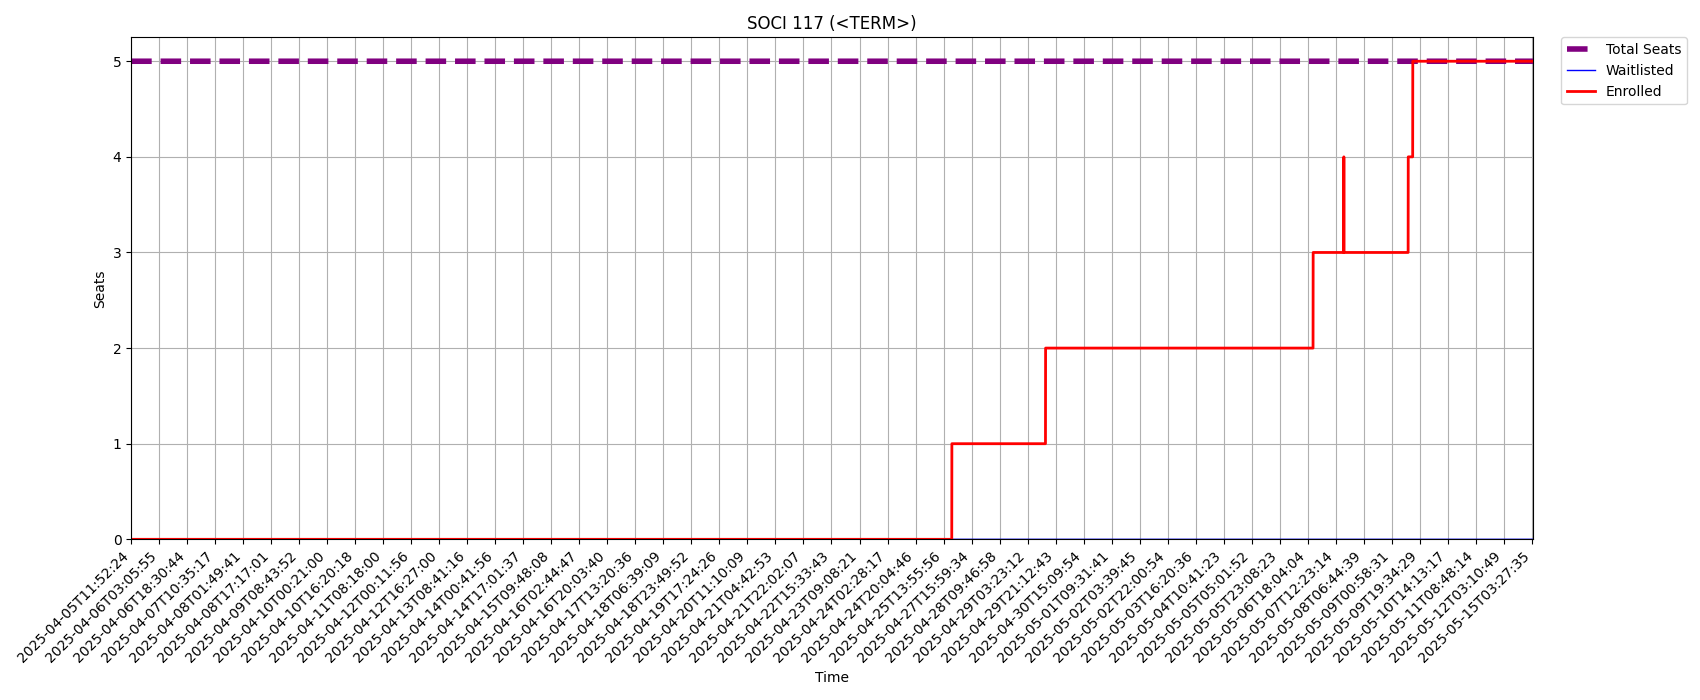 SOCI 117 (<TERM>)
Total Seats
Waitlisted
Enrolled
Seats
5
4
3
2
1
0
2025-04-05T11:52:24
2025-04-06T03:05:55
2025-04-06T18:30:44
2025-04-07T10:35:17
2025-04-08T01:49:41
2025-04-08T17:17:01
2025-04-09T08:43:52
2025-04-10T00:21:00
2025-04-10T16:20:18
2025-04-11T08:18:00
2025-04-12T00:11:56
2025-04-12T16:27:00
2025-04-13T08:41:16
2025-04-14T00:41:56
2025-04-14T17:01:37
2025-04-15T09:48:08
2025-04-16T02:44:47
2025-04-16T20:03:40
2025-04-17T13:20:36
2025-04-18T06:39:09
2025-04-18T23:49:52
2025-04-19T17:24:26
2025-04-20T11:10:09
2025-04-21T04:42:53
2025-04-21T22:02:07
2025-04-22T15:33:43
2025-04-23T09:08:21
2025-04-24T02:28:17
2025-04-24T20:04:46
2025-04-25T13:55:56
2025-04-27T15:59:34
2025-04-28T09:46:58
2025-04-29T03:23:12
2025-04-29T21:12:43
2025-04-30T15:09:54
2025-05-01T09:31:41
2025-05-02T03:39:45
2025-05-02T22:00:54
2025-05-03T16:20:36
2025-05-04T10:41:23
2025-05-05T05:01:52
2025-05-05T23:08:23
2025-05-06T18:04:04
2025-05-07T12:23:14
2025-05-08T06:44:39
2025-05-09T00:58:31
2025-05-09T19:34:29
2025-05-10T14:13:17
2025-05-11T08:48:14
2025-05-12T03:10:49
2025-05-15T03:27:35
Time